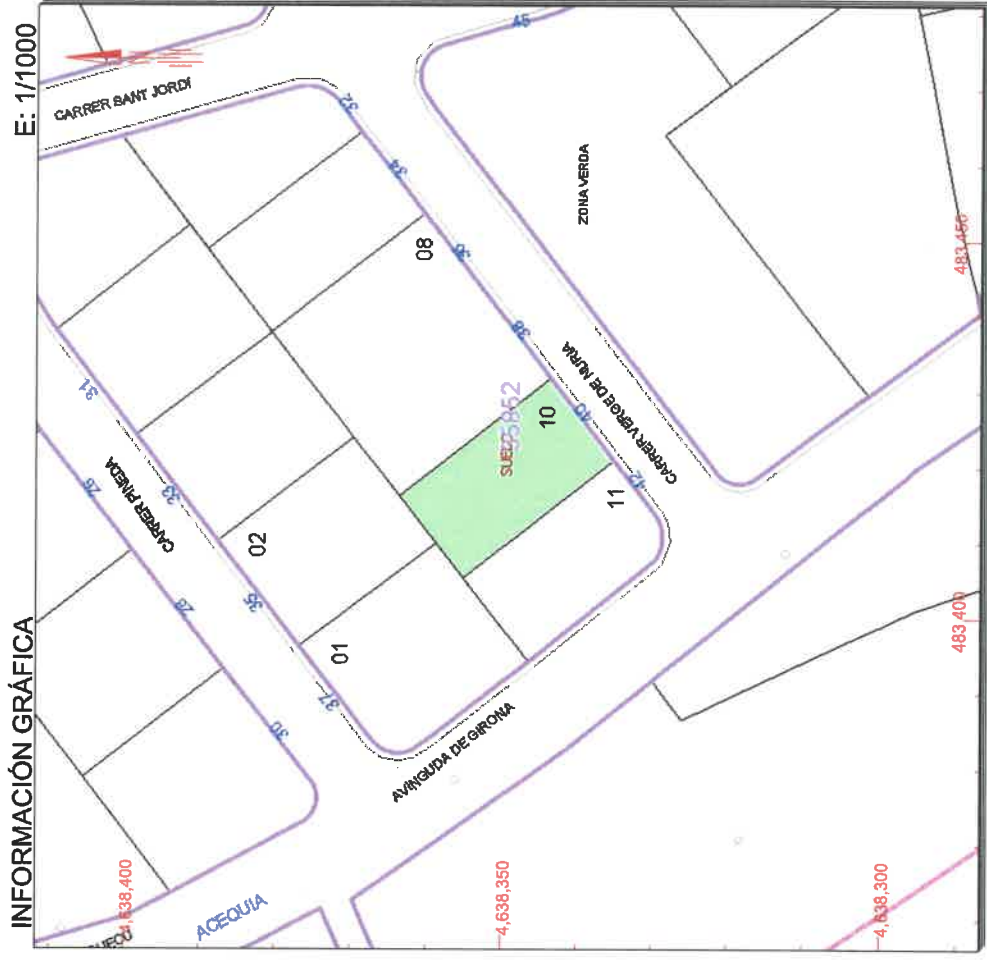 INFORMACIÓN GRÁFICA
E: 1/1000
CARRER SANT JORDI
45
32
34
36
38
40
42
08
10
11
31
33
35
37
26
28
30
CARRER PINEDA
02
01
ZONA VERDA
SUELO
CARRER VERGE DE NURIA
AVINGUDA DE GIRONA
ACEQUIA
4,638,400
4,638,350
4,638,300
483,400
483,450